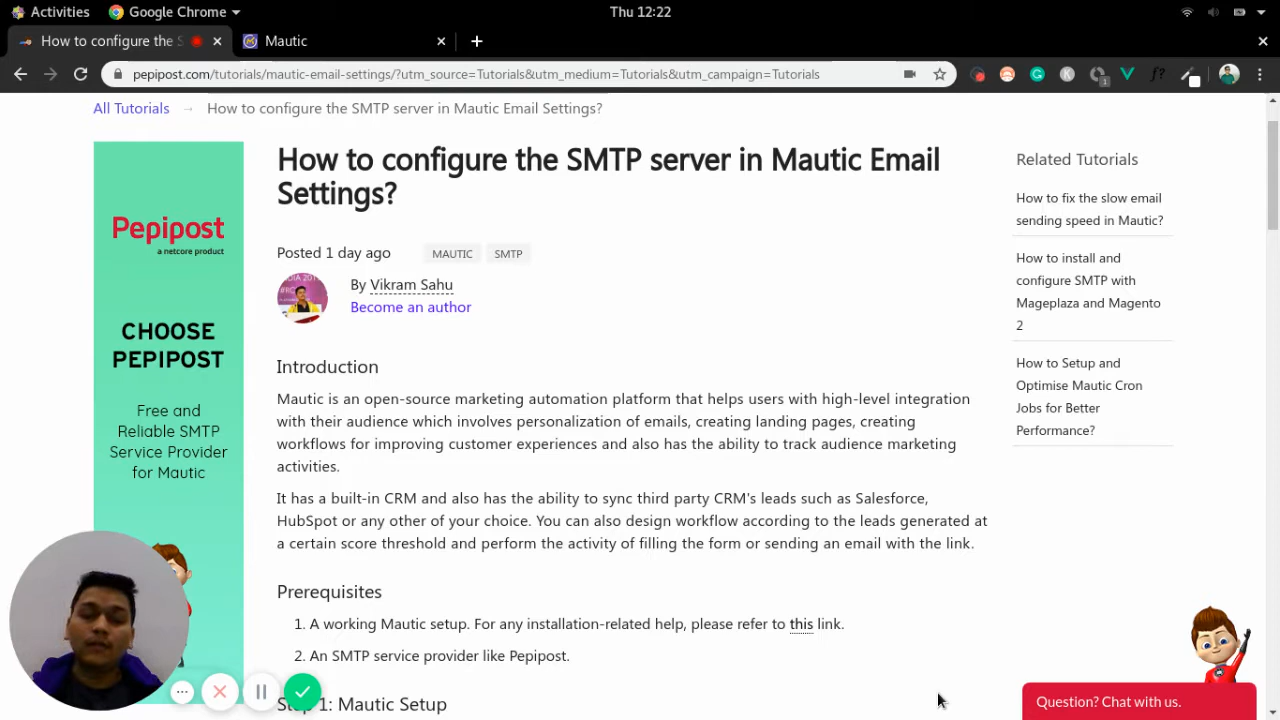 Activities
Google Chrome
Thu 12:22
How to configure the S
Mautic
pepipost.com/tutorials/mautic-email-settings/?utm_source=Tutorials&utm_medium=Tutorials&utm_campaign=Tutorials
All Tutorials → How to configure the SMTP server in Mautic Email Settings?
Pepipost
a netcore product
CHOOSE
PEPIPOST
Free and
Reliable SMTP
Service Provider
for Mautic
How to configure the SMTP server in Mautic Email
Settings?
Posted 1 day ago
MAUTIC
SMTP
By Vikram Sahu
Become an author
Introduction
Mautic is an open-source marketing automation platform that helps users with high-level integration
with their audience which involves personalization of emails, creating landing pages, creating
workflows for improving customer experiences and also has the ability to track audience marketing
activities.
It has a built-in CRM and also has the ability to sync third party CRM's leads such as Salesforce,
HubSpot or any other of your choice. You can also design workflow according to the leads generated at
a certain score threshold and perform the activity of filling the form or sending an email with the link.
Prerequisites
1. A working Mautic setup. For any installation-related help, please refer to this link.
2. An SMTP service provider like Pepipost.
1: Mautic Setup
Related Tutorials
How to fix the slow email
sending speed in Mautic?
How to install and
configure SMTP with
Mageplaza and Magento
2
How to Setup and
Optimise Mautic Cron
Jobs for Better
Performance?
Question? Chat with us.